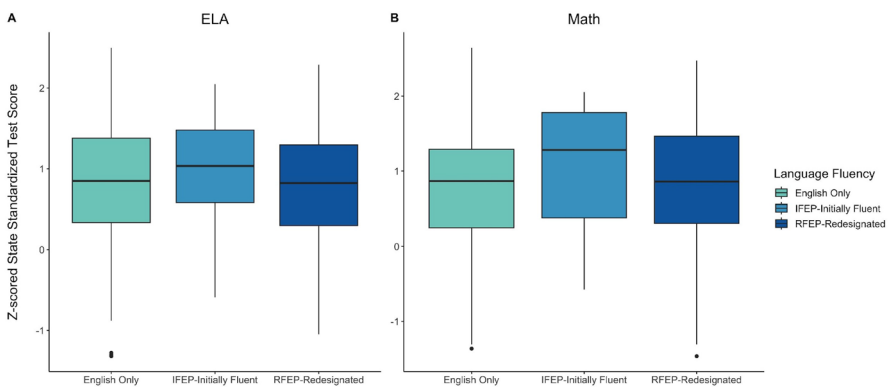 A
ELA
Z-scored State Standardized Test Score
2
1
0
-1
English Only
IFEP-Initially Fluent
RFEP-Redesignated
B
Math
2
1
0
-1
English Only
IFEP-Initially Fluent
RFEP-Redesignated
Language Fluency
English Only
IFEP-Initially Fluent
RFEP-Redesignated